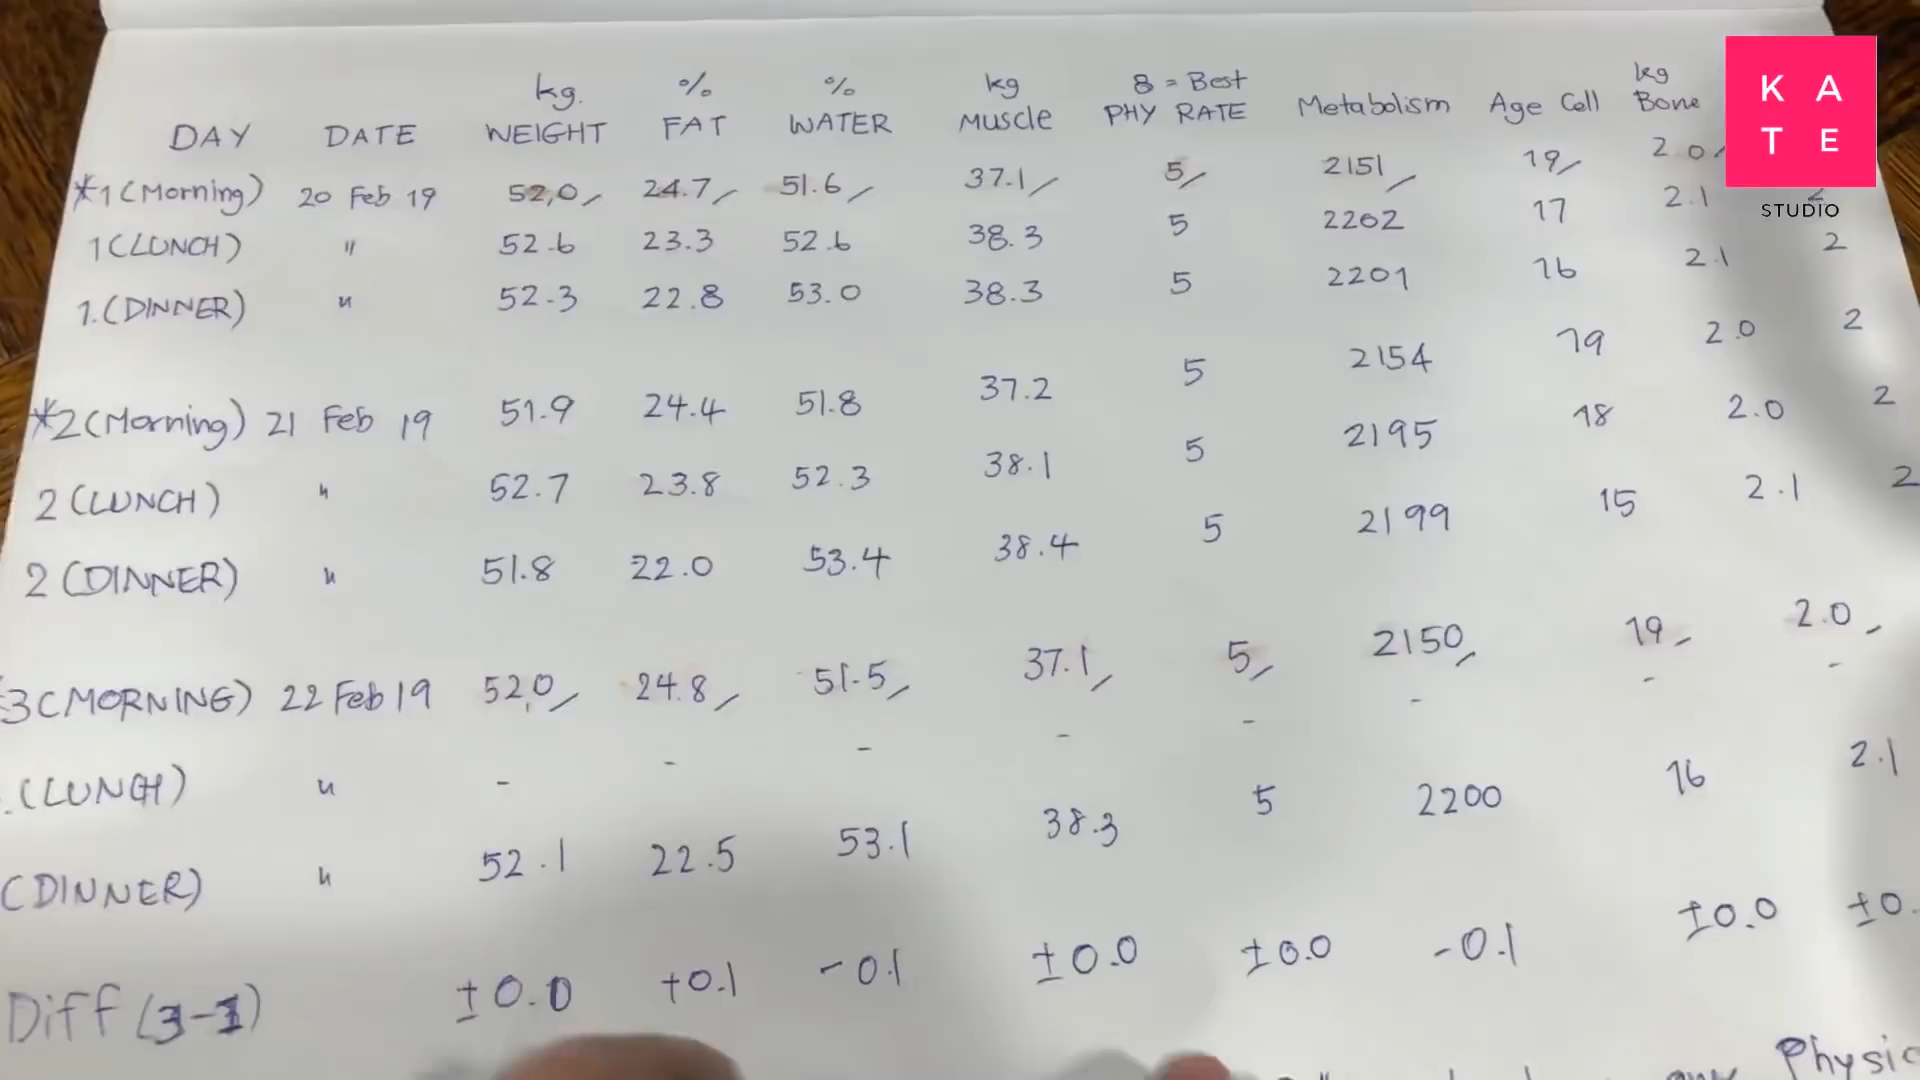 kg. % % kg 8 = Best kg
DAY DATE WEIGHT FAT WATER Muscle PHY RATE Metabolism Age Cell Bone
*1 (Morning) 20 Feb 19 52,0 24.7 51.6 37.1 5 2151 19 2.0
1 (LUNCH) " 52.6 23.3 52.6 38.3 5 2202 17 2.1 2
1. (DINNER) " 52.3 22.8 53.0 38.3 5 2201 16 2.1 2
*2 (Morning) 21 Feb 19 51.9 24.4 51.8 37.2 5 2154 19 2.0 2
2 (LUNCH) " 52.7 23.8 52.3 38.1 5 2195 18 2.0 2
2 (DINNER) " 51.8 22.0 53.4 38.4 5 2199 15 2.1 2
3 (MORNING) 22 Feb 19 52,0 24.8 51.5 37.1 5 2150 19 2.0
(LUNCH) " - - - - - - - -
(DINNER) " 52.1 22.5 53.1 38.3 5 2200 16 2.1
Diff (3-1) ±0.0 +0.1 -0.1 ±0.0 ±0.0 -0.1 ±0.0 ±0.
KA
TE
STUDIO